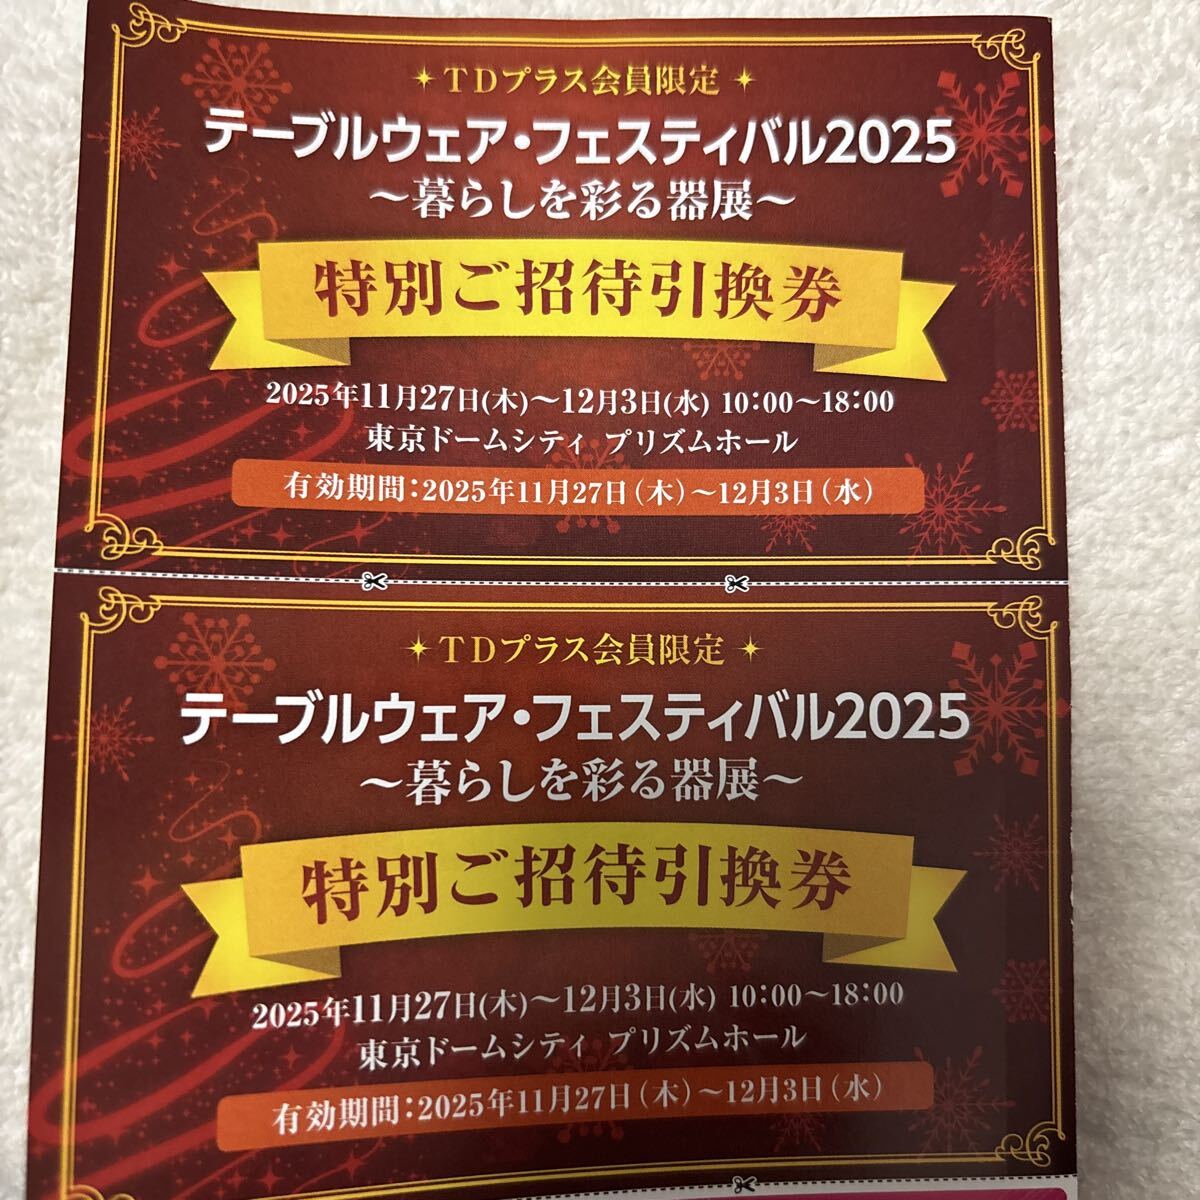 TDプラス会員限定
テーブルウェア・フェスティバル2025
～暮らしを彩る器展～
特別ご招待引換券
2025年11月27日(木)～12月3日(水) 10:00～18:00
東京ドームシティ プリズムホール
有効期間:2025年11月27日(木)～12月3日(水)
TDプラス会員限定
テーブルウェア・フェスティバル2025
～暮らしを彩る器展～
特別ご招待引換券
2025年11月27日(木)～12月3日(水) 10:00～18:00
東京ドームシティ プリズムホール
有効期間:2025年11月27日(木)～12月3日(水)